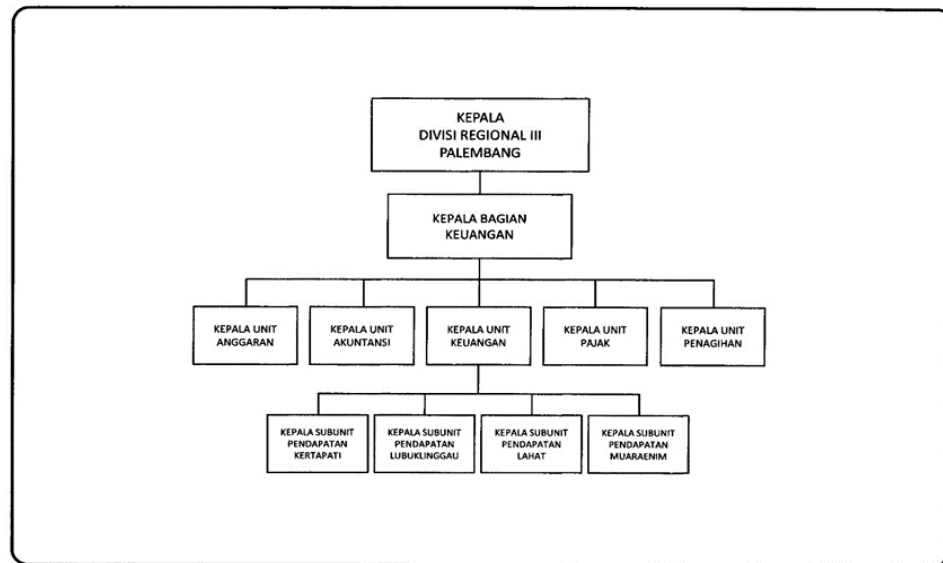 KEPALA
DIVISI REGIONAL III
PALEMBANG
KEPALA BAGIAN
KEUANGAN
KEPALA UNIT
ANGGARAN
KEPALA UNIT
AKUNTANSI
KEPALA UNIT
KEUANGAN
KEPALA UNIT
PAJAK
KEPALA UNIT
PENAGIHAN
KEPALA SUBUNIT
PENDAPATAN
KERTAPATI
KEPALA SUBUNIT
PENDAPATAN
LUBUKLINGGAU
KEPALA SUBUNIT
PENDAPATAN
LAHAT
KEPALA SUBUNIT
PENDAPATAN
MUARAENIM